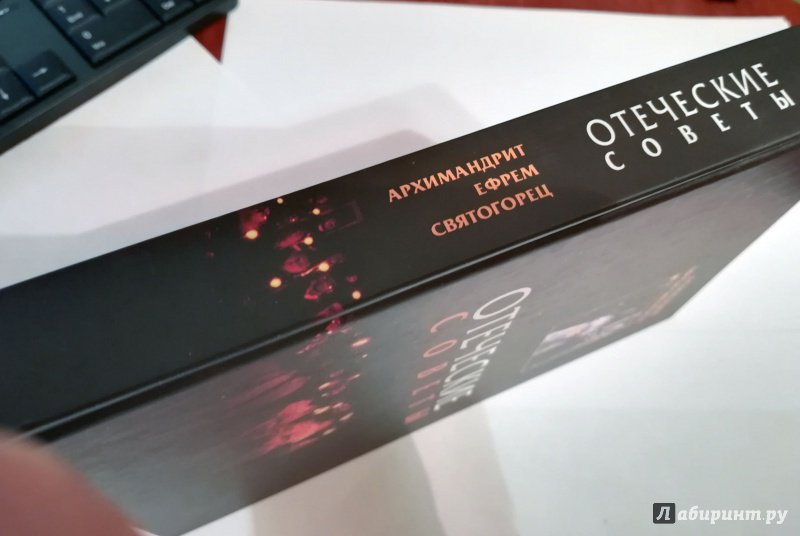 АРХИМАНДРИТ
ЕФРЕМ
СВЯТОГОРЕЦ
ОТЕЧЕСКИЕ
СОВЕТЫ
ОТЕЧЕСКИЕ
СОВЕТЫ
Лабиринт.ру